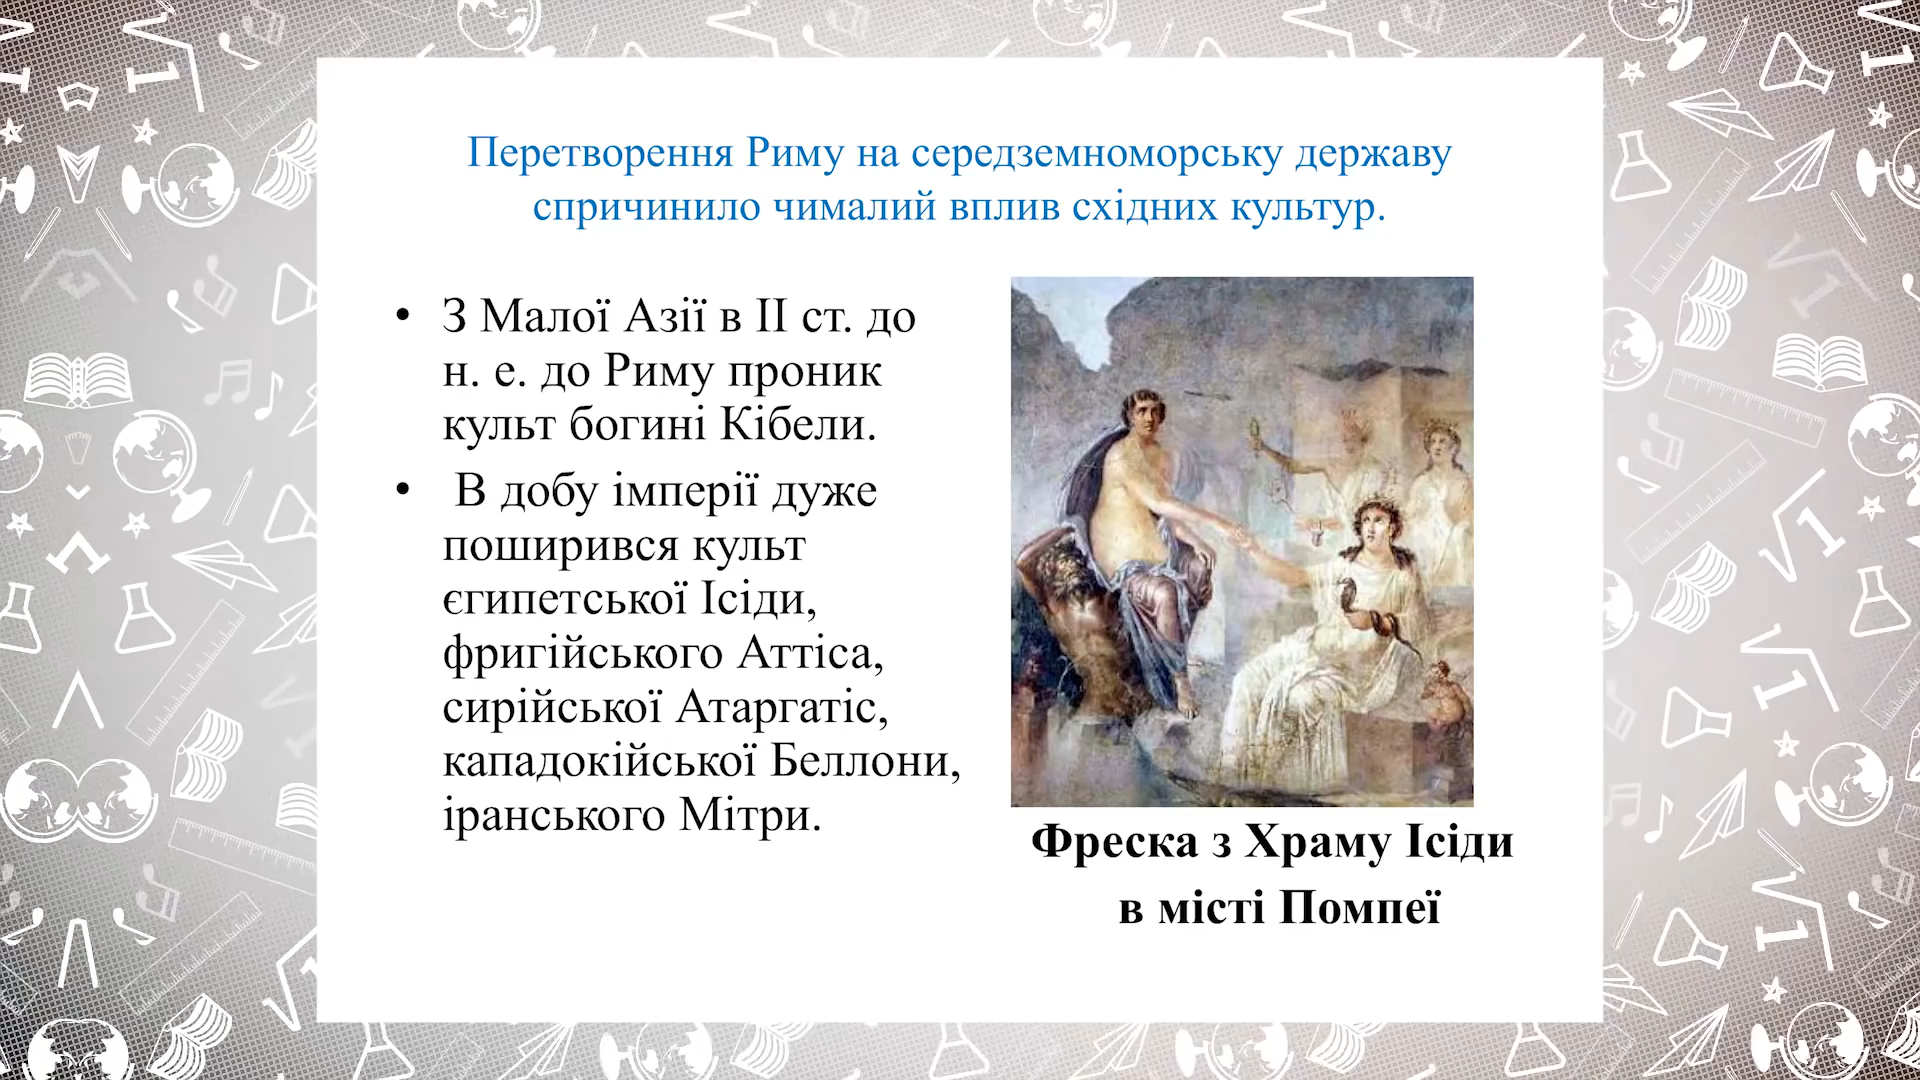 Перетворення Риму на середземноморську державу
спричинило чималий вплив східних культур.
• З Малої Азії в ІІ ст. до
н. е. до Риму проник
культ богині Кібели.
• В добу імперії дуже
поширився культ
єгипетської Ісіди,
фригійського Аттіса,
сирійської Атаргатіс,
кападокійської Беллони,
іранського Мітри.
Фреска з Храму Ісіди
в місті Помпеї